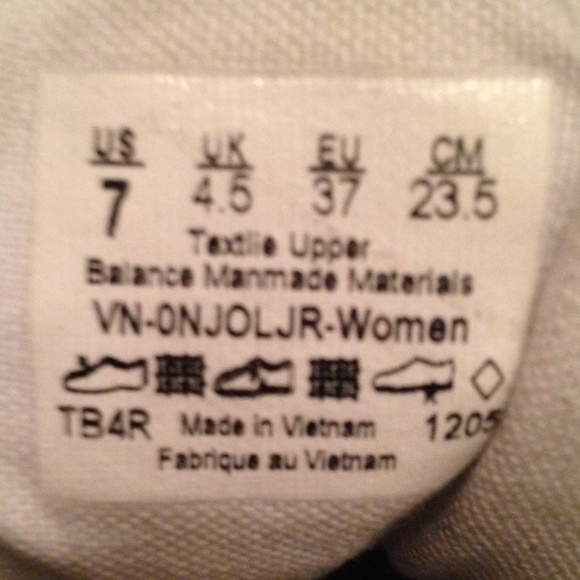 US UK EU CM
7 4.5 37 23.5
Textile Upper
Balance Manmade Materials
VN-0NJOLJR-Women
TB4R Made in Vietnam 1205
Fabrique au Vietnam